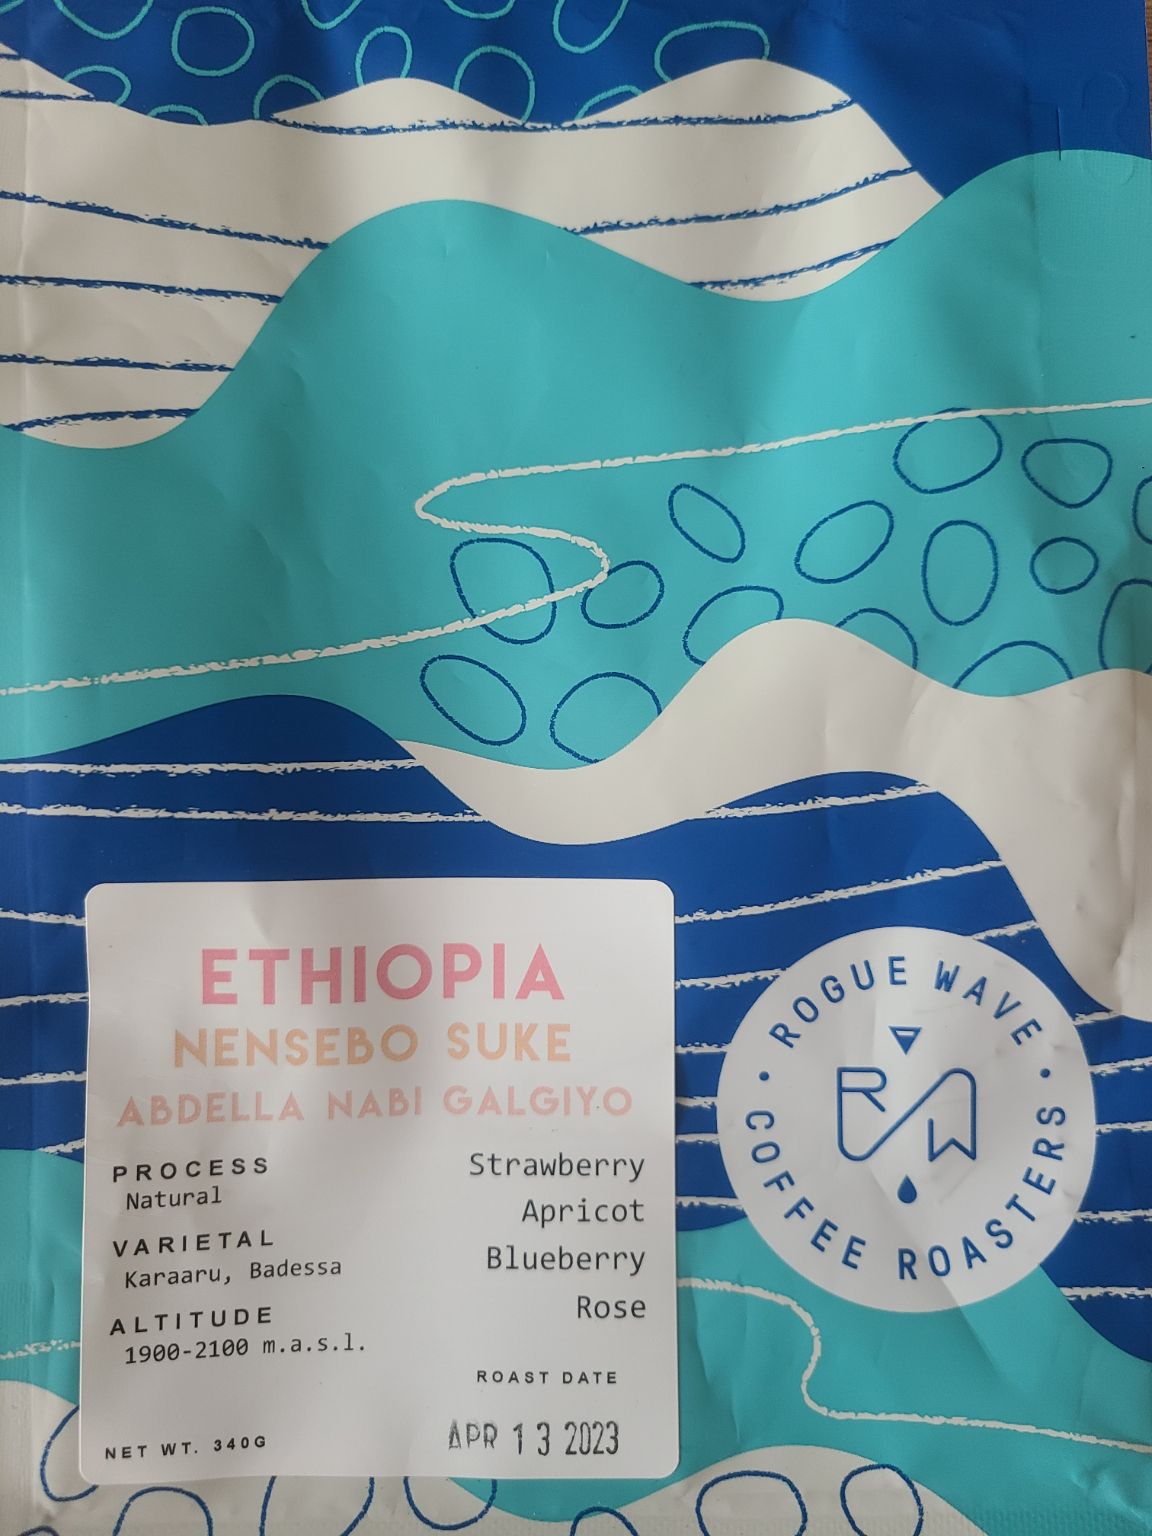 ETHIOPIA
NENSEBO SUKE
ABDELLA NABI GALGIYO
PROCESS
Natural
VARIETAL
Karaaru, Badessa
ALTITUDE
1900-2100 m.a.s.l.
NET WT. 340G
Strawberry
Apricot
Blueberry
Rose
ROAST DATE
APR 13 2023
ROGUE WAVE
RW
COFFEE ROASTERS